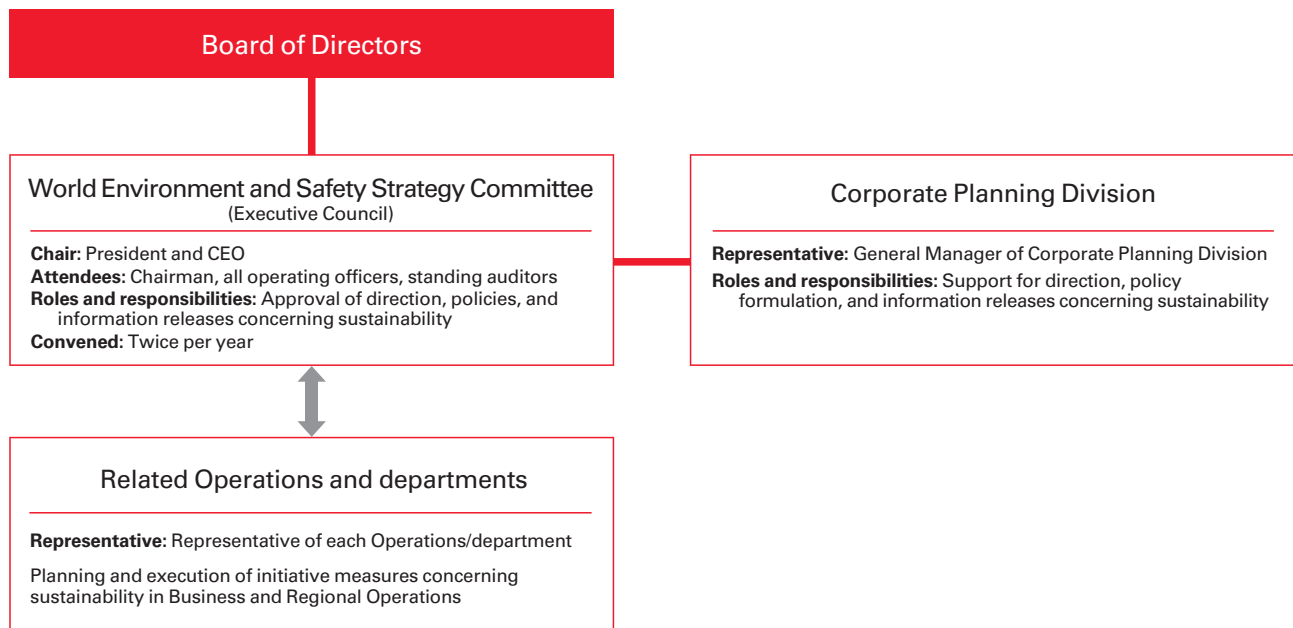 Board of Directors
World Environment and Safety Strategy Committee
(Executive Council)
Chair: President and CEO
Attendees: Chairman, all operating officers, standing auditors
Roles and responsibilities: Approval of direction, policies, and
information releases concerning sustainability
Convened: Twice per year
Corporate Planning Division
Representative: General Manager of Corporate Planning Division
Roles and responsibilities: Support for direction, policy
formulation, and information releases concerning sustainability
Related Operations and departments
Representative: Representative of each Operations/department
Planning and execution of initiative measures concerning
sustainability in Business and Regional Operations